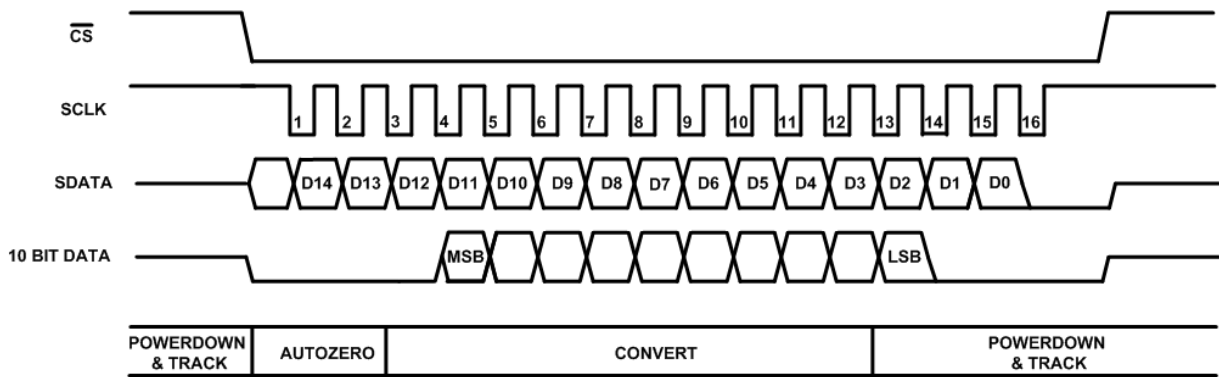 CS
SCLK
1 2 3 4 5 6 7 8 9 10 11 12 13 14 15 16
SDATA
D14 D13 D12 D11 D10 D9 D8 D7 D6 D5 D4 D3 D2 D1 D0
10 BIT DATA
MSB LSB
POWERDOWN
& TRACK
AUTOZERO
CONVERT
POWERDOWN
& TRACK